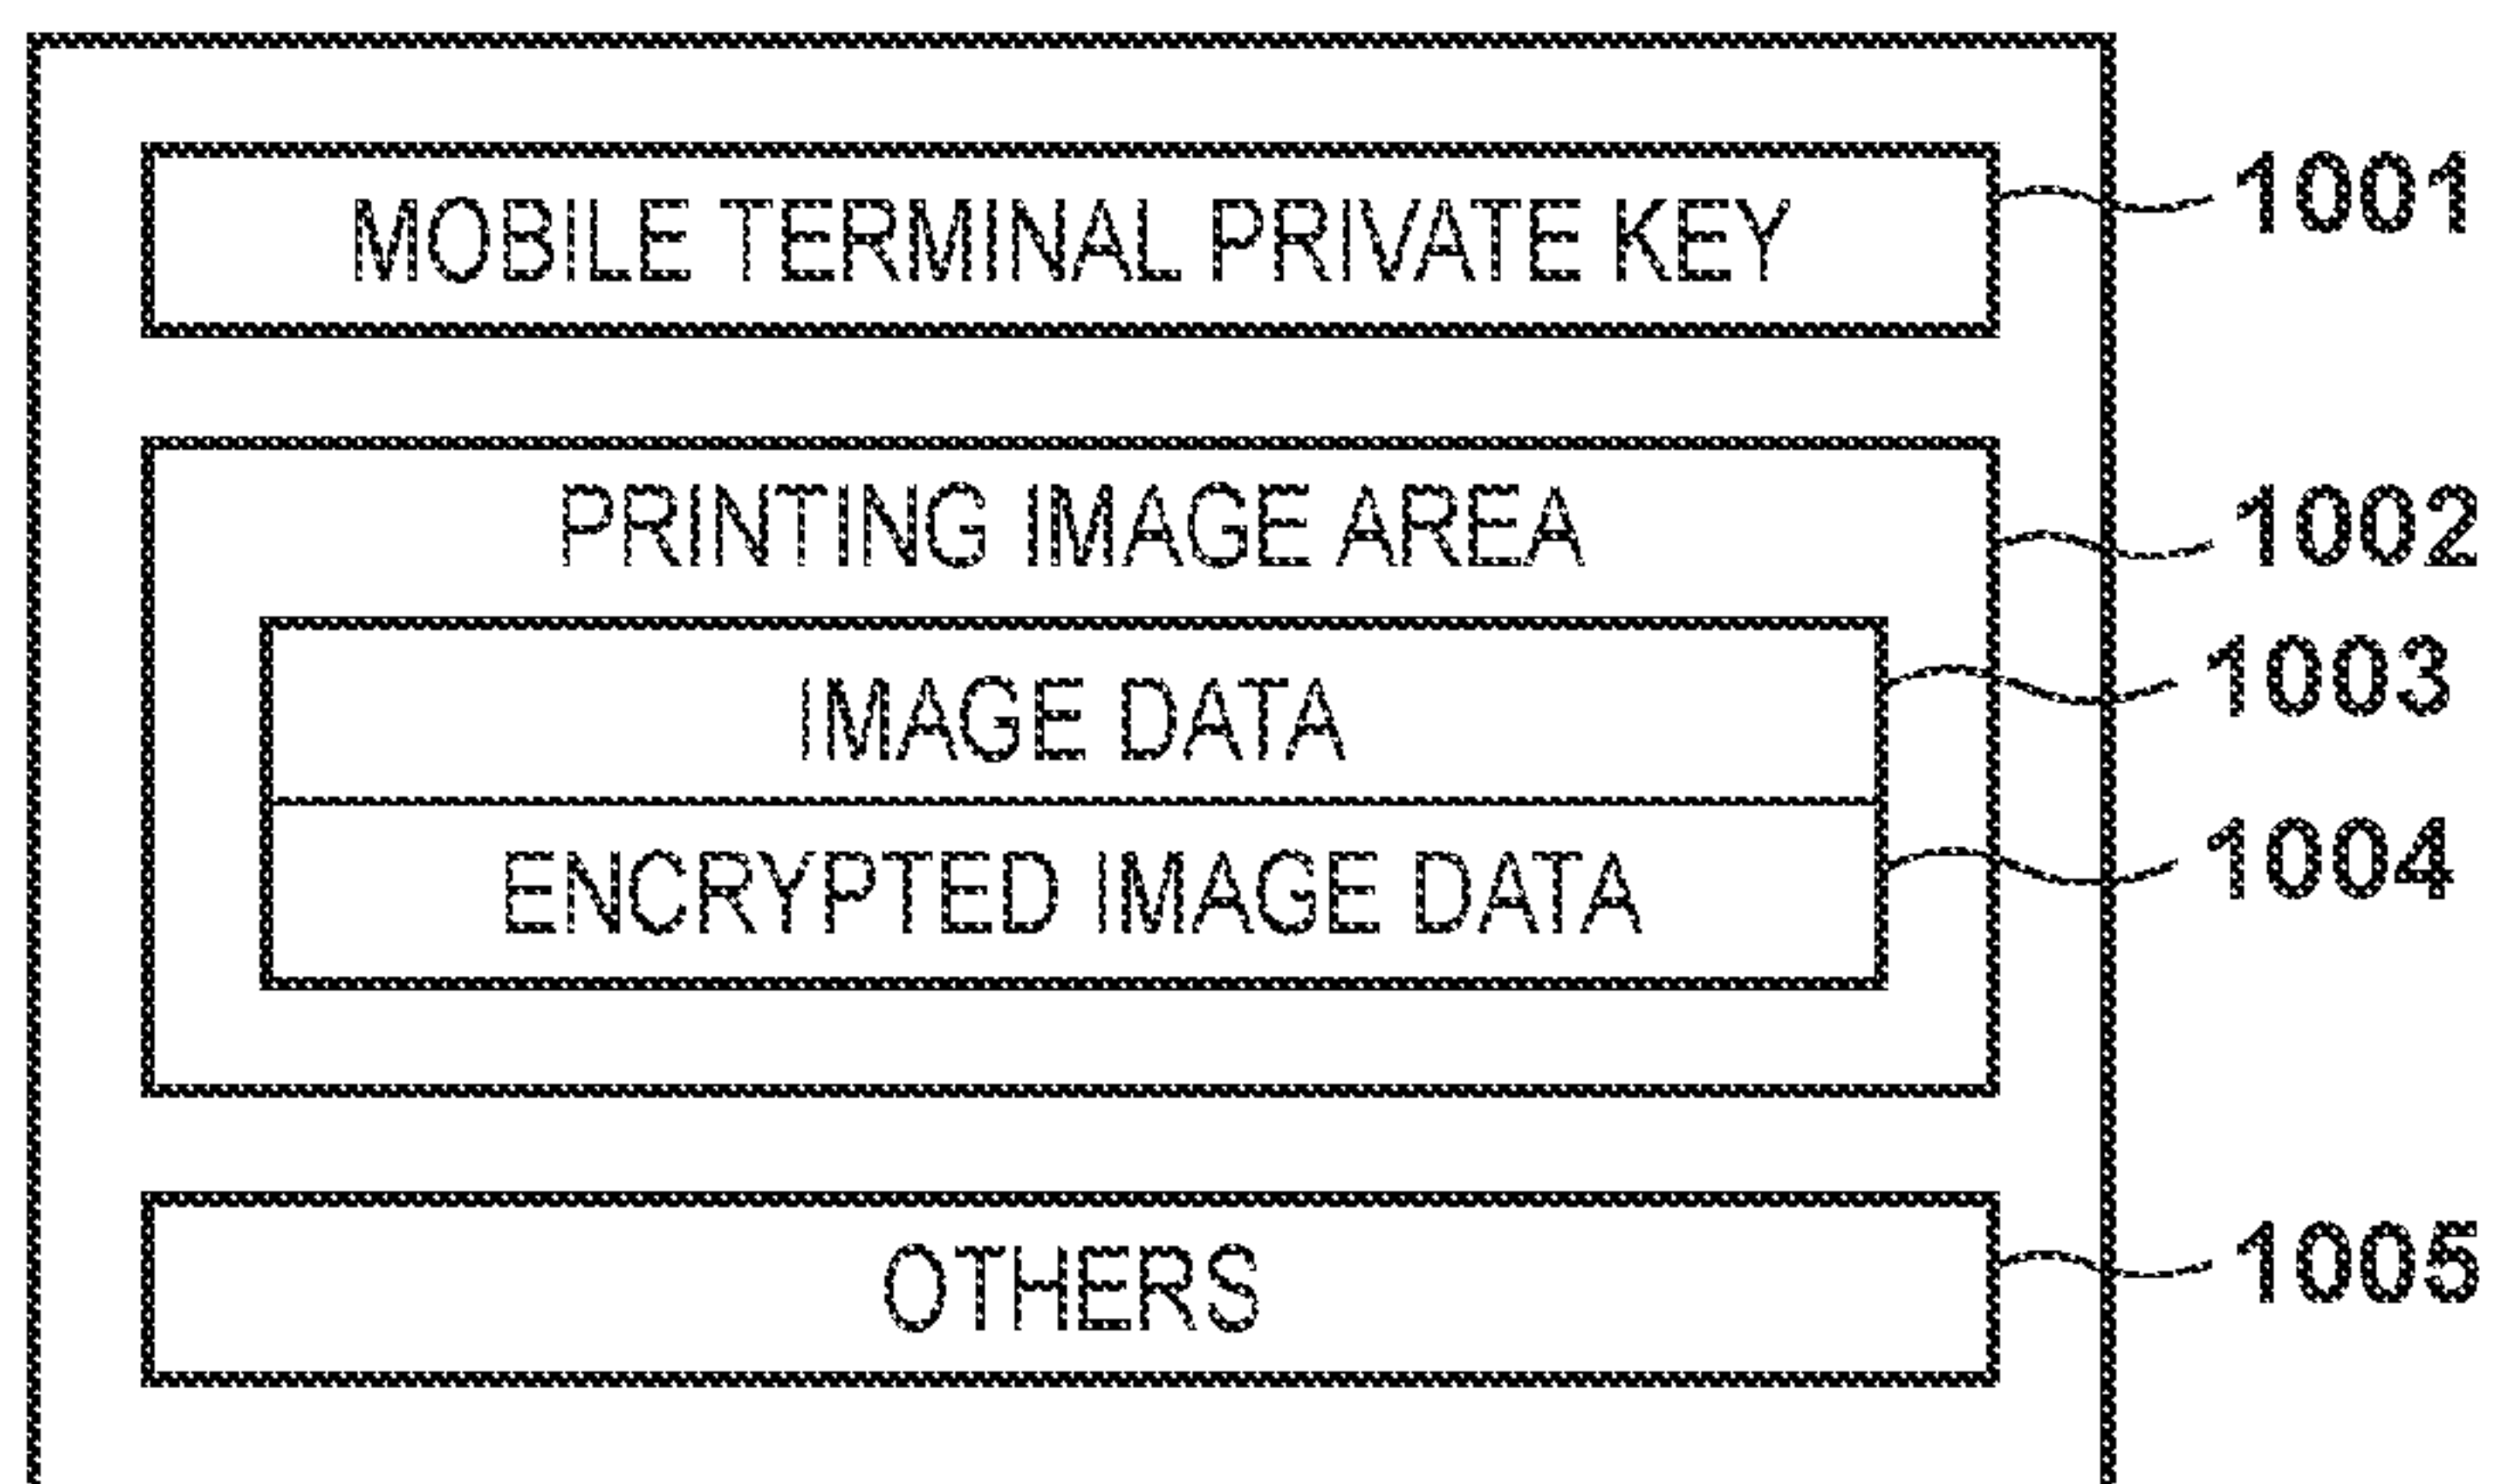 MOBILE TERMINAL PRIVATE KEY 1001
PRINTING IMAGE AREA 1002
IMAGE DATA 1003
ENCRYPTED IMAGE DATA 1004
OTHERS 1005